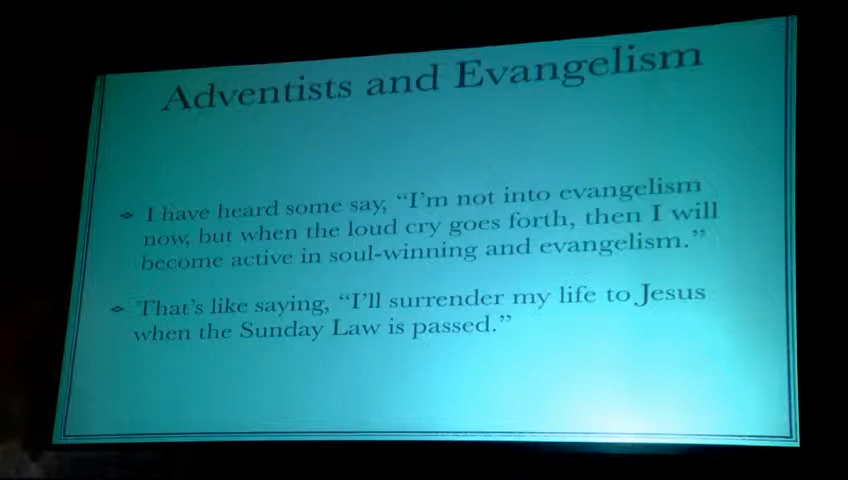 Adventists and Evangelism
I have heard some say, “I’m not into evangelism
now, but when the loud cry goes forth, then I will
become active in soul-winning and evangelism.”
That’s like saying, “I’ll surrender my life to Jesus
when the Sunday Law is passed.”